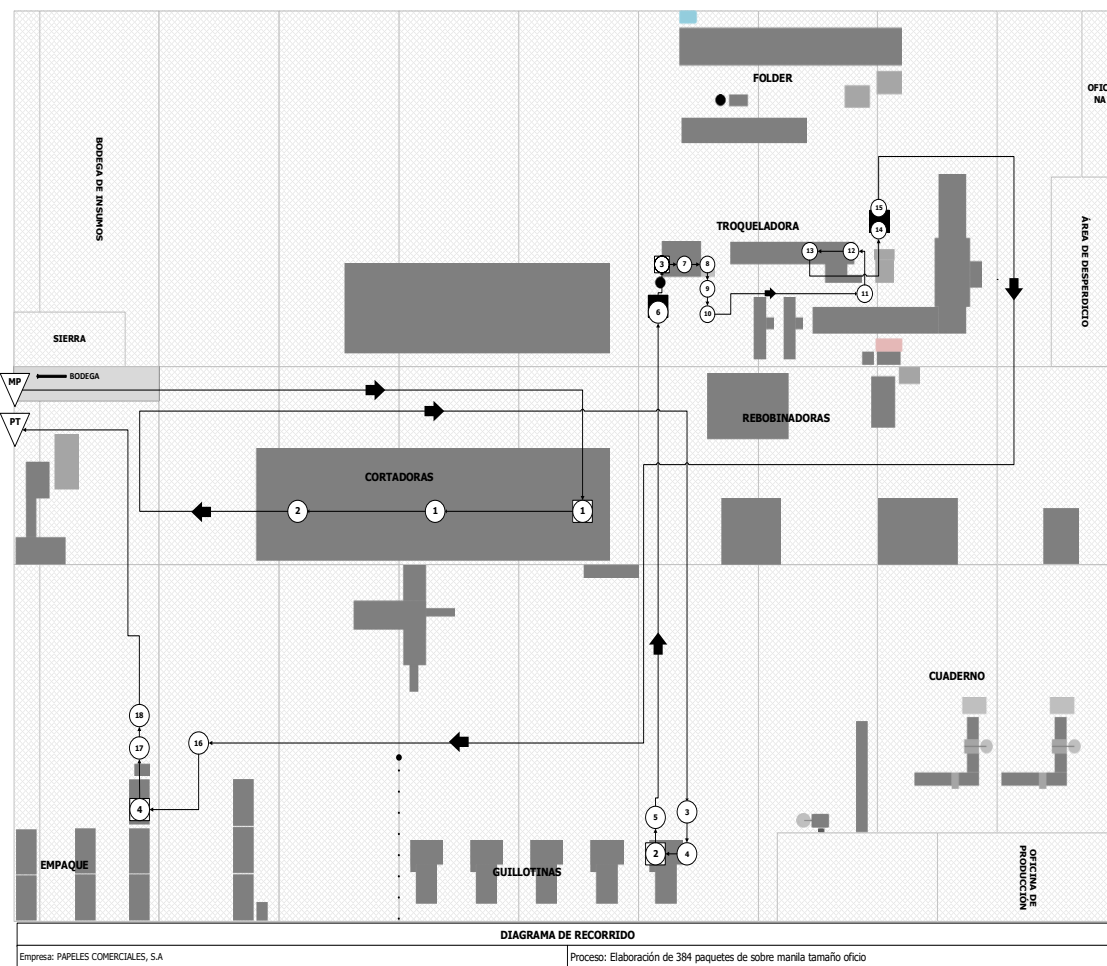 FOLDER
OFIC
NA
BODEGA DE INSUMOS
ÁREA DE DESPERDICIO
TROQUELADORA
15
14
13
12
3
7
8
9
10
11
6
SIERRA
MP
BODEGA
PT
REBOBINADORAS
CORTADORAS
2
1
1
CUADERNO
18
17
16
4
5
3
2
4
EMPAQUE
GUILLOTINAS
OFICINA DE
PRODUCCIÓN
DIAGRAMA DE RECORRIDO
Empresa: PAPELES COMERCIALES, S.A
Proceso: Elaboración de 384 paquetes de sobre manila tamaño oficio